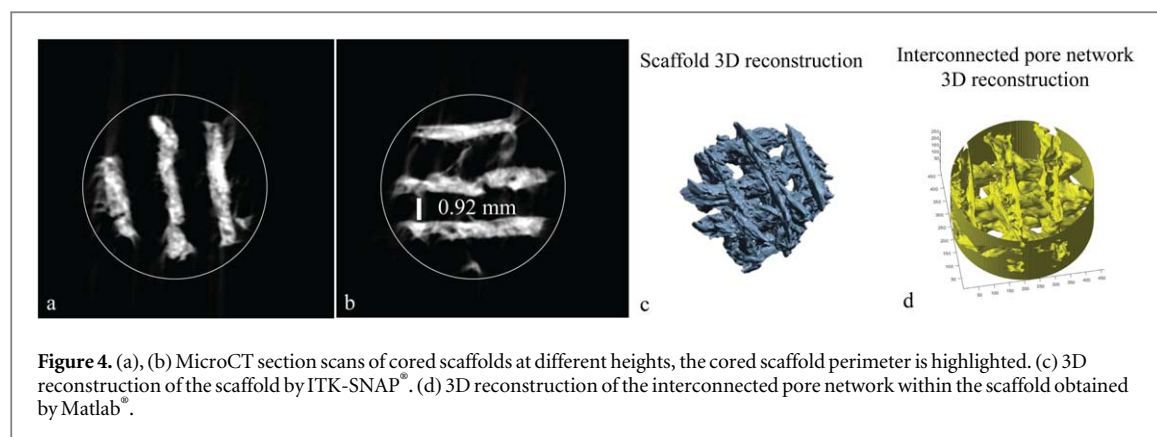 Scaffold 3D reconstruction
Interconnected pore network
3D reconstruction
0.92 mm
a
b
c
d
Figure 4. (a), (b) MicroCT section scans of cored scaffolds at different heights, the cored scaffold perimeter is highlighted. (c) 3D
reconstruction of the scaffold by ITK-SNAP®. (d) 3D reconstruction of the interconnected pore network within the scaffold obtained
by Matlab®.